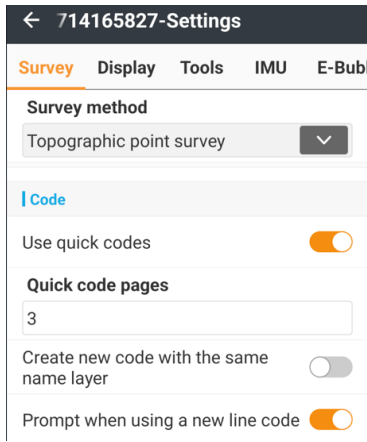 ← 714165827-Settings
Survey Display Tools IMU E-Bubl
Survey method
Topographic point survey
Code
Use quick codes
Quick code pages
3
Create new code with the same
name layer
Prompt when using a new line code